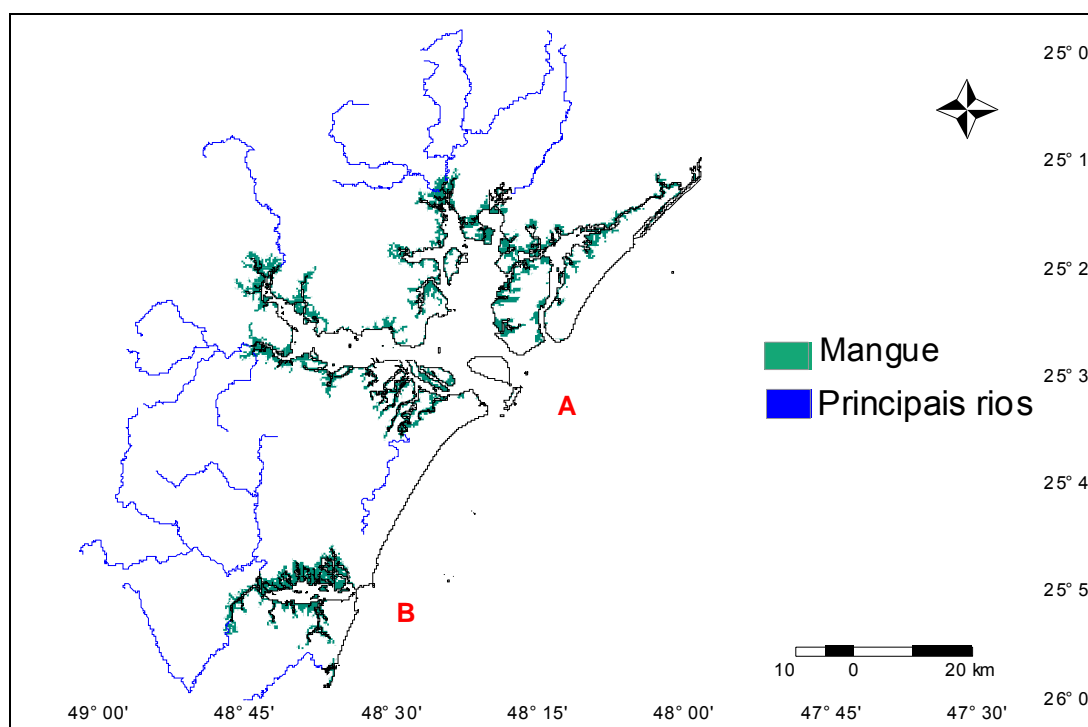 25° 0
25° 1
25° 2
Mangue
25° 3
Principais rios
A
25° 4
25° 5
B
10 0 20 km
26° 0
49° 00' 48° 45' 48° 30' 48° 15' 48° 00' 47° 45' 47° 30'